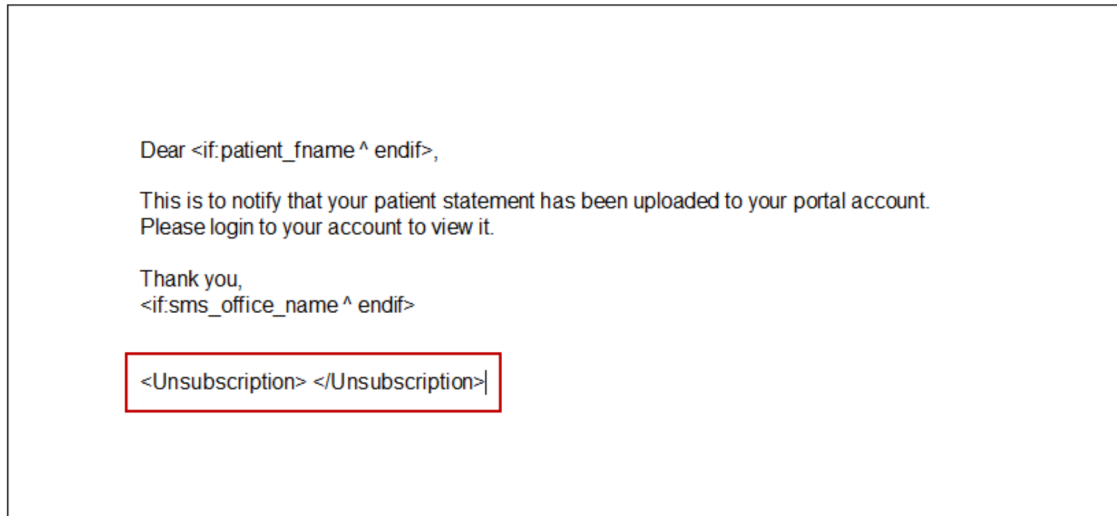 Dear <if:patient_fname ^ endif>,
This is to notify that your patient statement has been uploaded to your portal account.
Please login to your account to view it.
Thank you,
<if:sms_office_name ^ endif>
<Unsubscription> </Unsubscription>